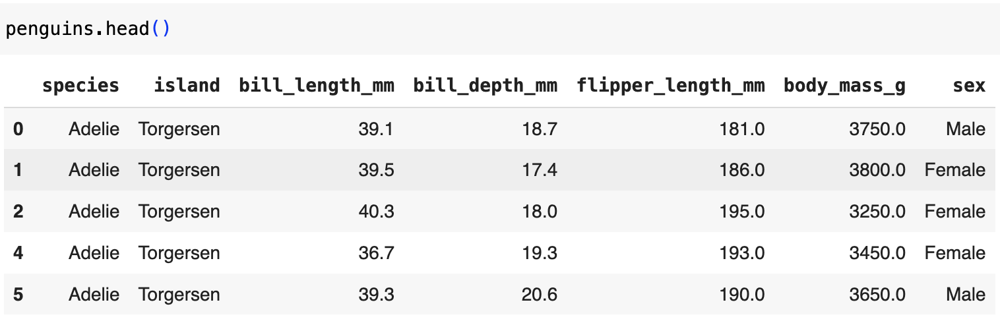 penguins.head()
species island bill_length_mm bill_depth_mm flipper_length_mm body_mass_g sex
0 Adelie Torgersen 39.1 18.7 181.0 3750.0 Male
1 Adelie Torgersen 39.5 17.4 186.0 3800.0 Female
2 Adelie Torgersen 40.3 18.0 195.0 3250.0 Female
4 Adelie Torgersen 36.7 19.3 193.0 3450.0 Female
5 Adelie Torgersen 39.3 20.6 190.0 3650.0 Male